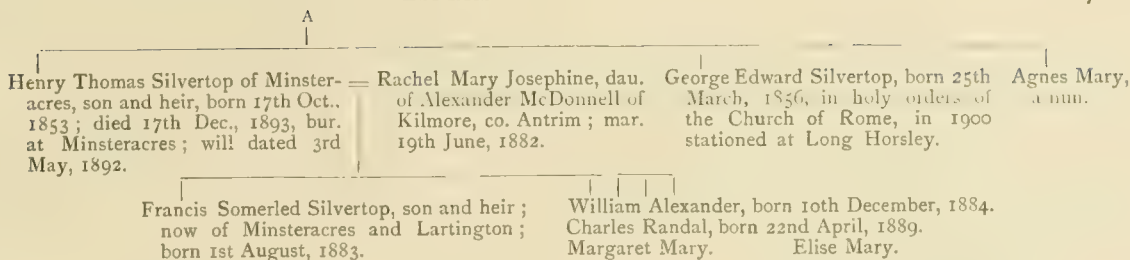 A
Henry Thomas Silvertop of Minster-
acres, son and heir, born 17th Oct.,
1853 ; died 17th Dec., 1893, bur.
at Minsteracres ; will dated 3rd
May, 1892.
= Rachel Mary Josephine, dau.
of Alexander McDonnell of
Kilmore, co. Antrim ; mar.
19th June, 1882.
George Edward Silvertop, born 25th
March, 1856, in holy orders of
the Church of Rome, in 1900
stationed at Long Horsley.
Agnes Mary,
a nun.
Francis Somerled Silvertop, son and heir ;
now of Minsteracres and Lartington ;
born 1st August, 1883.
William Alexander, born 10th December, 1884.
Charles Randal, born 22nd April, 1889.
Margaret Mary. Elise Mary.